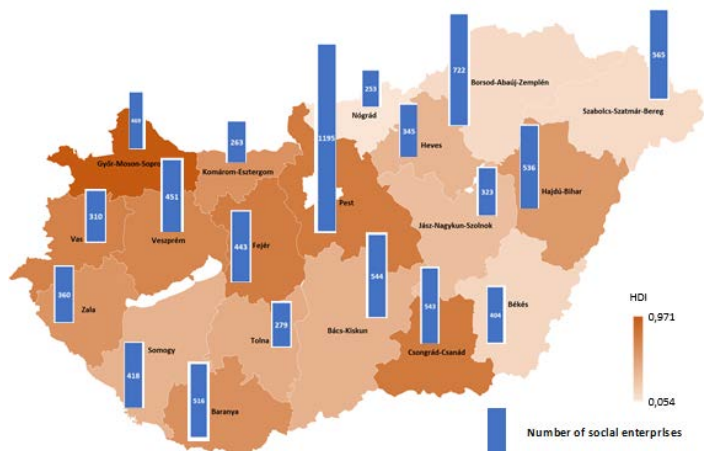 565
722
Borsod-Abaúj-Zemplén
253
Szabolcs-Szatmár-Bereg
Nógrád
469
1195
345
263
Heves
536
Győr-Moson-Sopro
Komárom-Esztergom
Hajdú-Bihar
451
323
310
Pest
Jász-Nagykun-Szolnok
Vas
Veszprém
443
Fejér
544
360
543
404
Békés
HDI
0,971
Zala
279
Bács-Kiskun
Tolna
Somogy
Csongrád-Csanád
418
516
0,054
Baranya
Number of social enterprises